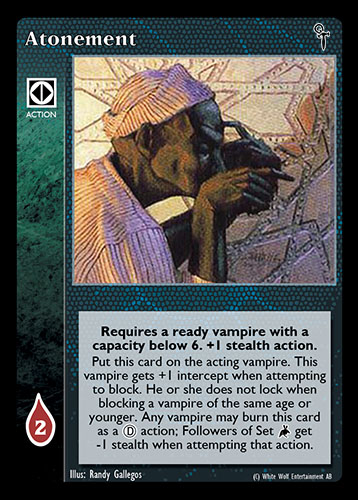 Atonement
ACTION
Requires a ready vampire with a
capacity below 6. +1 stealth action.
Put this card on the acting vampire. This
vampire gets +1 intercept when attempting
to block. He or she does not lock when
blocking a vampire of the same age or
younger. Any vampire may burn this card
as a Ⓓ action; Followers of Set get
-1 stealth when attempting that action.
2
Illus: Randy Gallegos
(C) White Wolf Entertainment AB